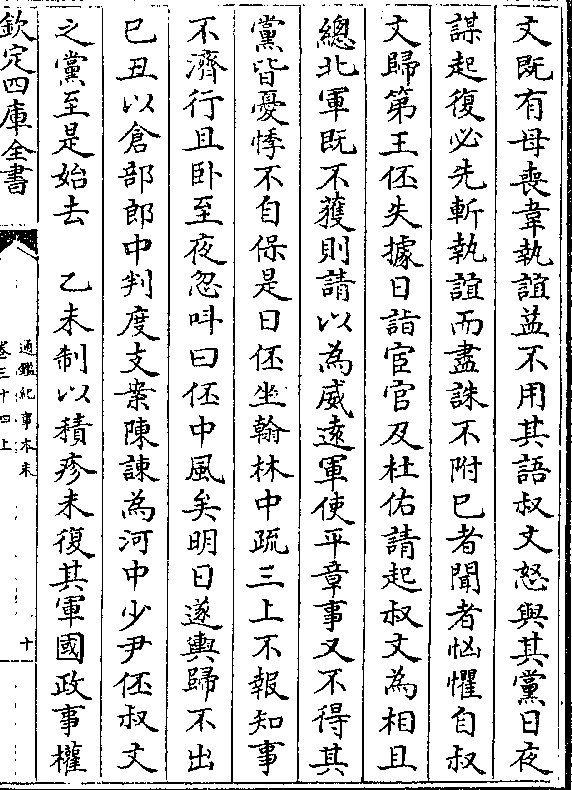 文既有母喪韋執誼益不用其語叔文怒與其黨日夜
謀起復必先斬執誼而盡誅不附已者聞者忷懼自叔
文歸第王伾失據日詣宦官及杜佑請起叔文為相且
總北軍既不獲則請以為威逺軍使平章事又不得其
黨皆憂悸不自保是日伾坐翰林中疏三上不報知事
不濟行且卧至夜忽呌曰伾中風矣明日遂輿歸不出
已丑以倉部郎中判度支案陳諌為河中少尹伾叔文
之黨至是始去　乙未制以積疹未復其軍國政事權
欽定四庫全書
通鑑紀事本末
卷三十四上
十